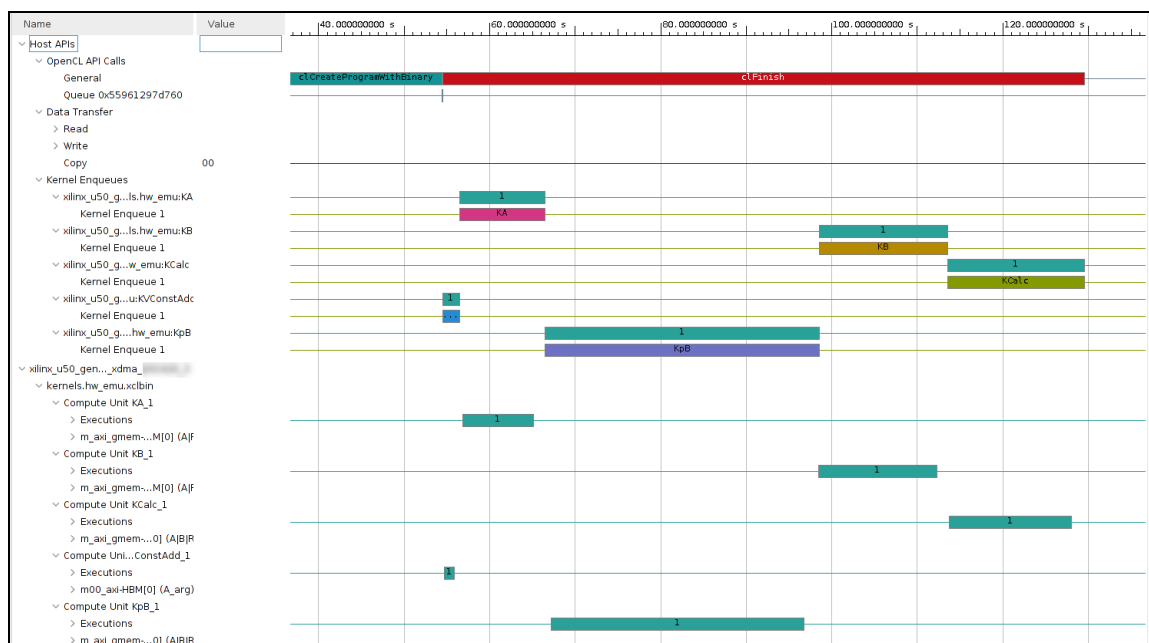 Name Value 40.000000000 s 60.000000000 s 80.000000000 s 100.000000000 s 120.000000000 s
Host APIs
OpenCL API Calls
General clCreateProgramWithBinary clFinish
Queue 0x55961297d760
Data Transfer
Read
Write
Copy 00
Kernel Enqueues
xilinx_u50_g...ls.hw_emu:KA 1
Kernel Enqueue 1 KA
xilinx_u50_g...ls.hw_emu:KB 1
Kernel Enqueue 1 KB
xilinx_u50_g...w_emu:KCalc 1
Kernel Enqueue 1 KCalc
xilinx_u50_g...u:KVConstAdd 1
Kernel Enqueue 1 ...
xilinx_u50_g....hw_emu:KpB 1
Kernel Enqueue 1 KpB
xilinx_u50_gen..._xdma_
kernels.hw_emu.xclbin
Compute Unit KA_1
Executions 1
m_axi_gmem-...M[0] (A|R
Compute Unit KB_1
Executions 1
m_axi_gmem-...M[0] (A|R
Compute Unit KCalc_1
Executions 1
m_axi_gmem-...0] (A|B|R
Compute Uni...ConstAdd_1
Executions 1
m00_axi-HBM[0] (A_arg)
Compute Unit KpB_1
Executions 1
m_axi_gmem-...0] (A|B|R